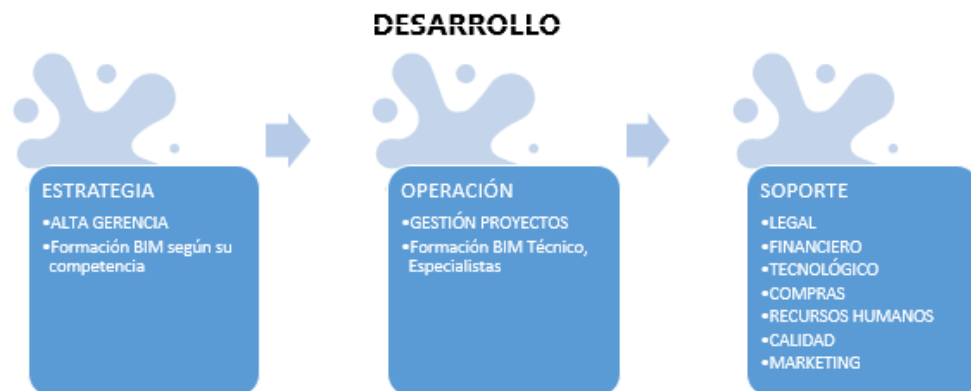 DESARROLLO
ESTRATEGIA
•ALTA GERENCIA
•Formación BIM según su
competencia
OPERACIÓN
•GESTIÓN PROYECTOS
•Formación BIM Técnico,
Especialistas
SOPORTE
•LEGAL
•FINANCIERO
•TECNOLÓGICO
•COMPRAS
•RECURSOS HUMANOS
•CALIDAD
•MARKETING